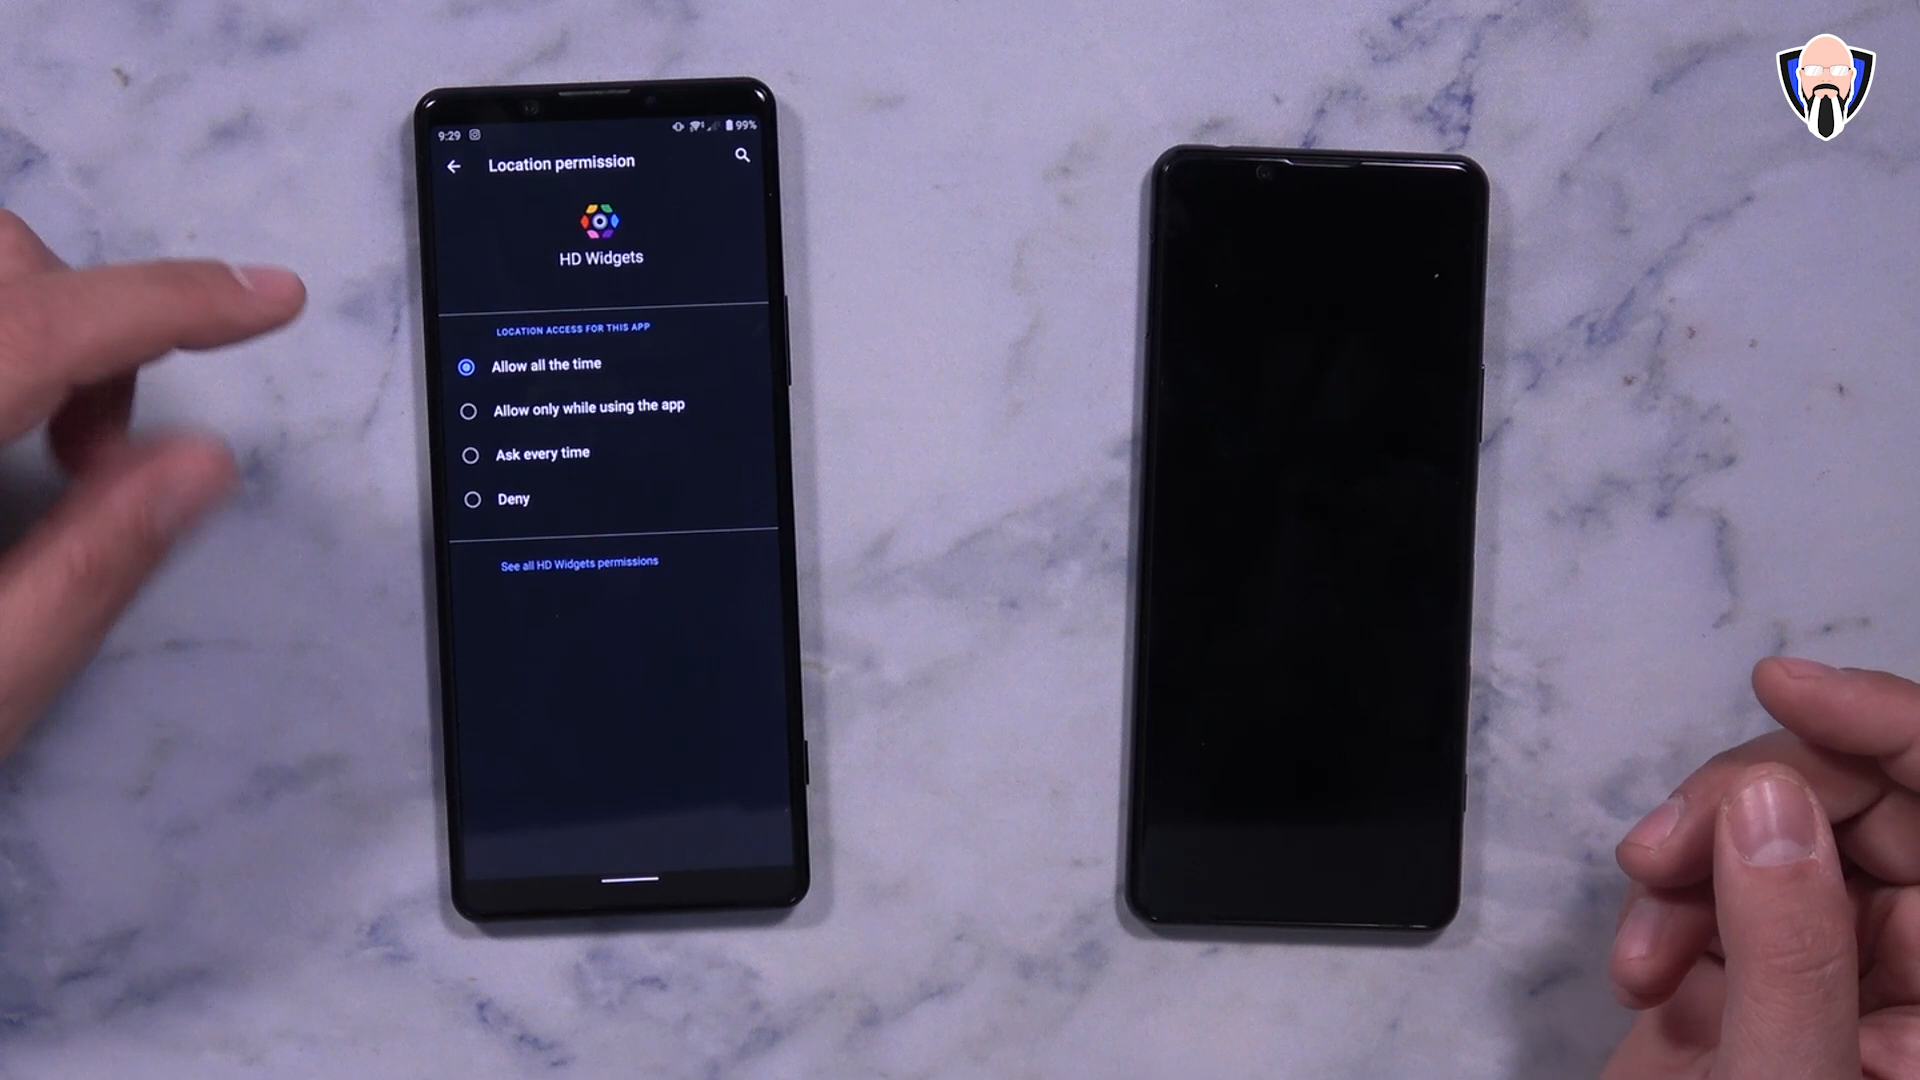 9:29
99%
Location permission
HD Widgets
LOCATION ACCESS FOR THIS APP
Allow all the time
Allow only while using the app
Ask every time
Deny
See all HD Widgets permissions